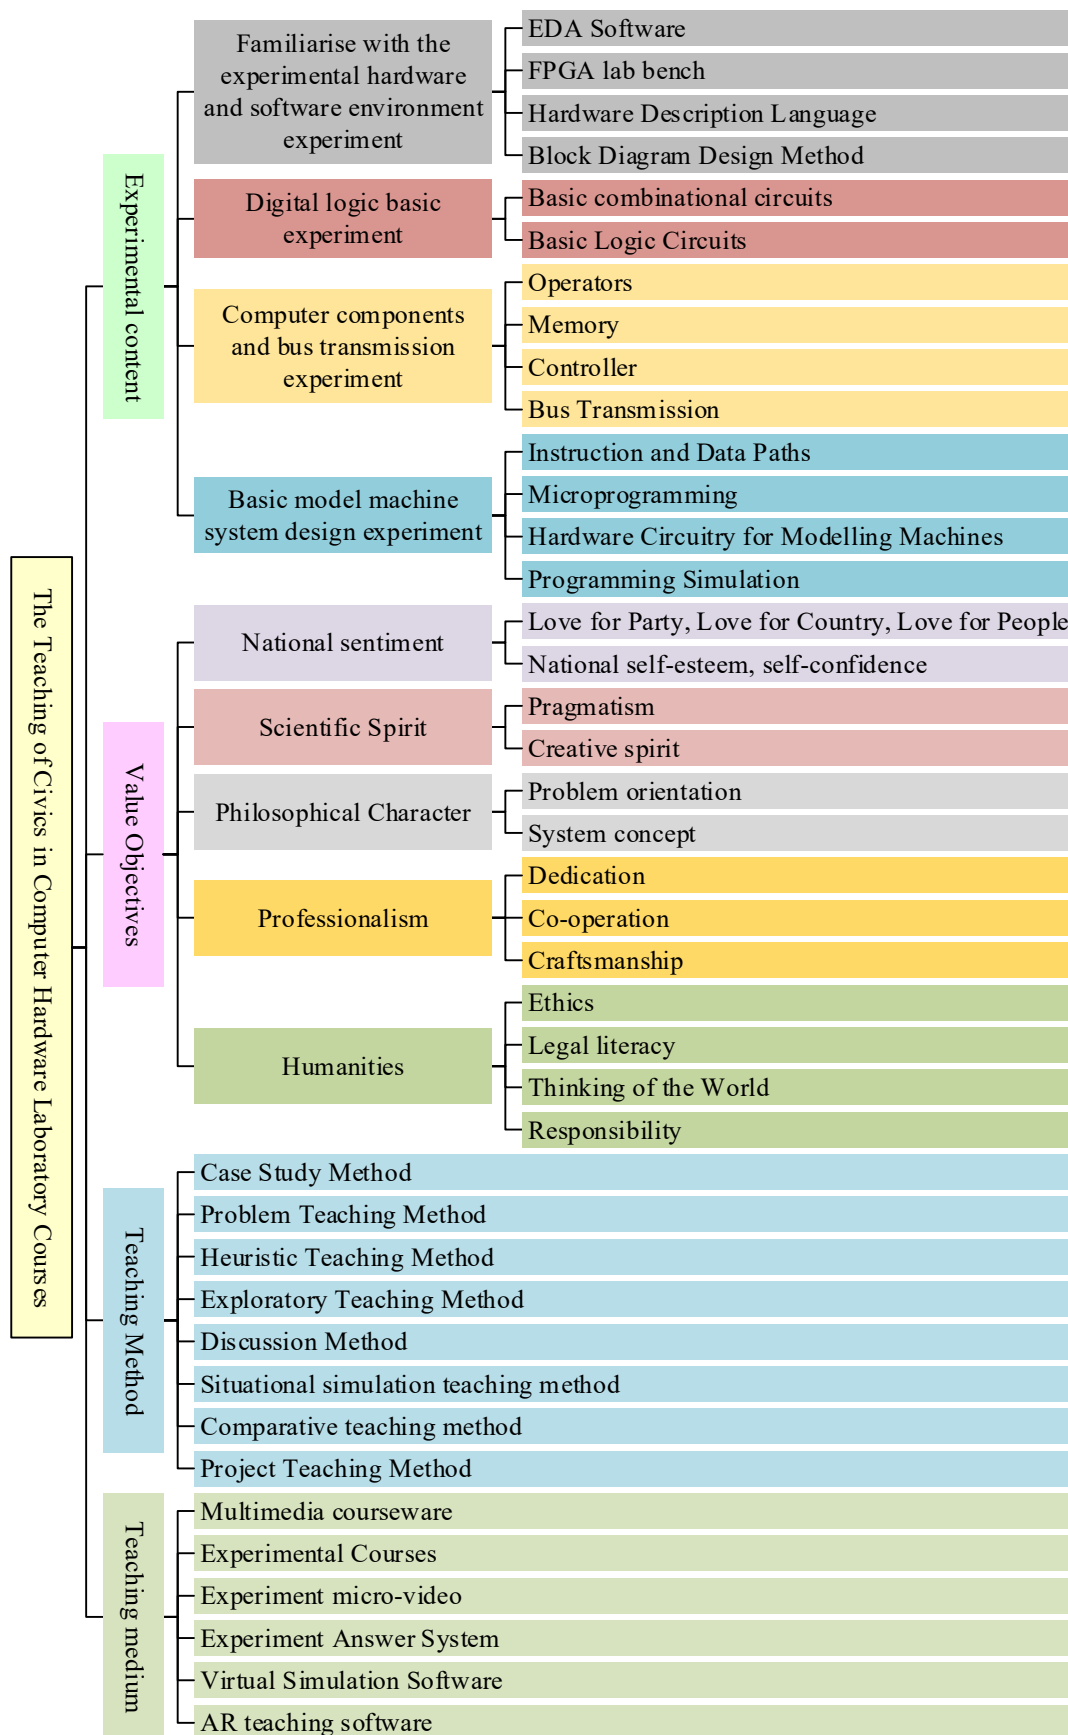 The Teaching of Civics in Computer Hardware Laboratory Courses
Experimental content
Familiarise with the
experimental hardware
and software environment
experiment
EDA Software
FPGA lab bench
Hardware Description Language
Block Diagram Design Method
Digital logic basic
experiment
Basic combinational circuits
Basic Logic Circuits
Computer components
and bus transmission
experiment
Operators
Memory
Controller
Bus Transmission
Basic model machine
system design experiment
Instruction and Data Paths
Microprogramming
Hardware Circuitry for Modelling Machines
Programming Simulation
Value Objectives
National sentiment
Love for Party, Love for Country, Love for People
National self-esteem, self-confidence
Scientific Spirit
Pragmatism
Creative spirit
Philosophical Character
Problem orientation
System concept
Professionalism
Dedication
Co-operation
Craftsmanship
Humanities
Ethics
Legal literacy
Thinking of the World
Responsibility
Teaching Method
Case Study Method
Problem Teaching Method
Heuristic Teaching Method
Exploratory Teaching Method
Discussion Method
Situational simulation teaching method
Comparative teaching method
Project Teaching Method
Teaching medium
Multimedia courseware
Experimental Courses
Experiment micro-video
Experiment Answer System
Virtual Simulation Software
AR teaching software